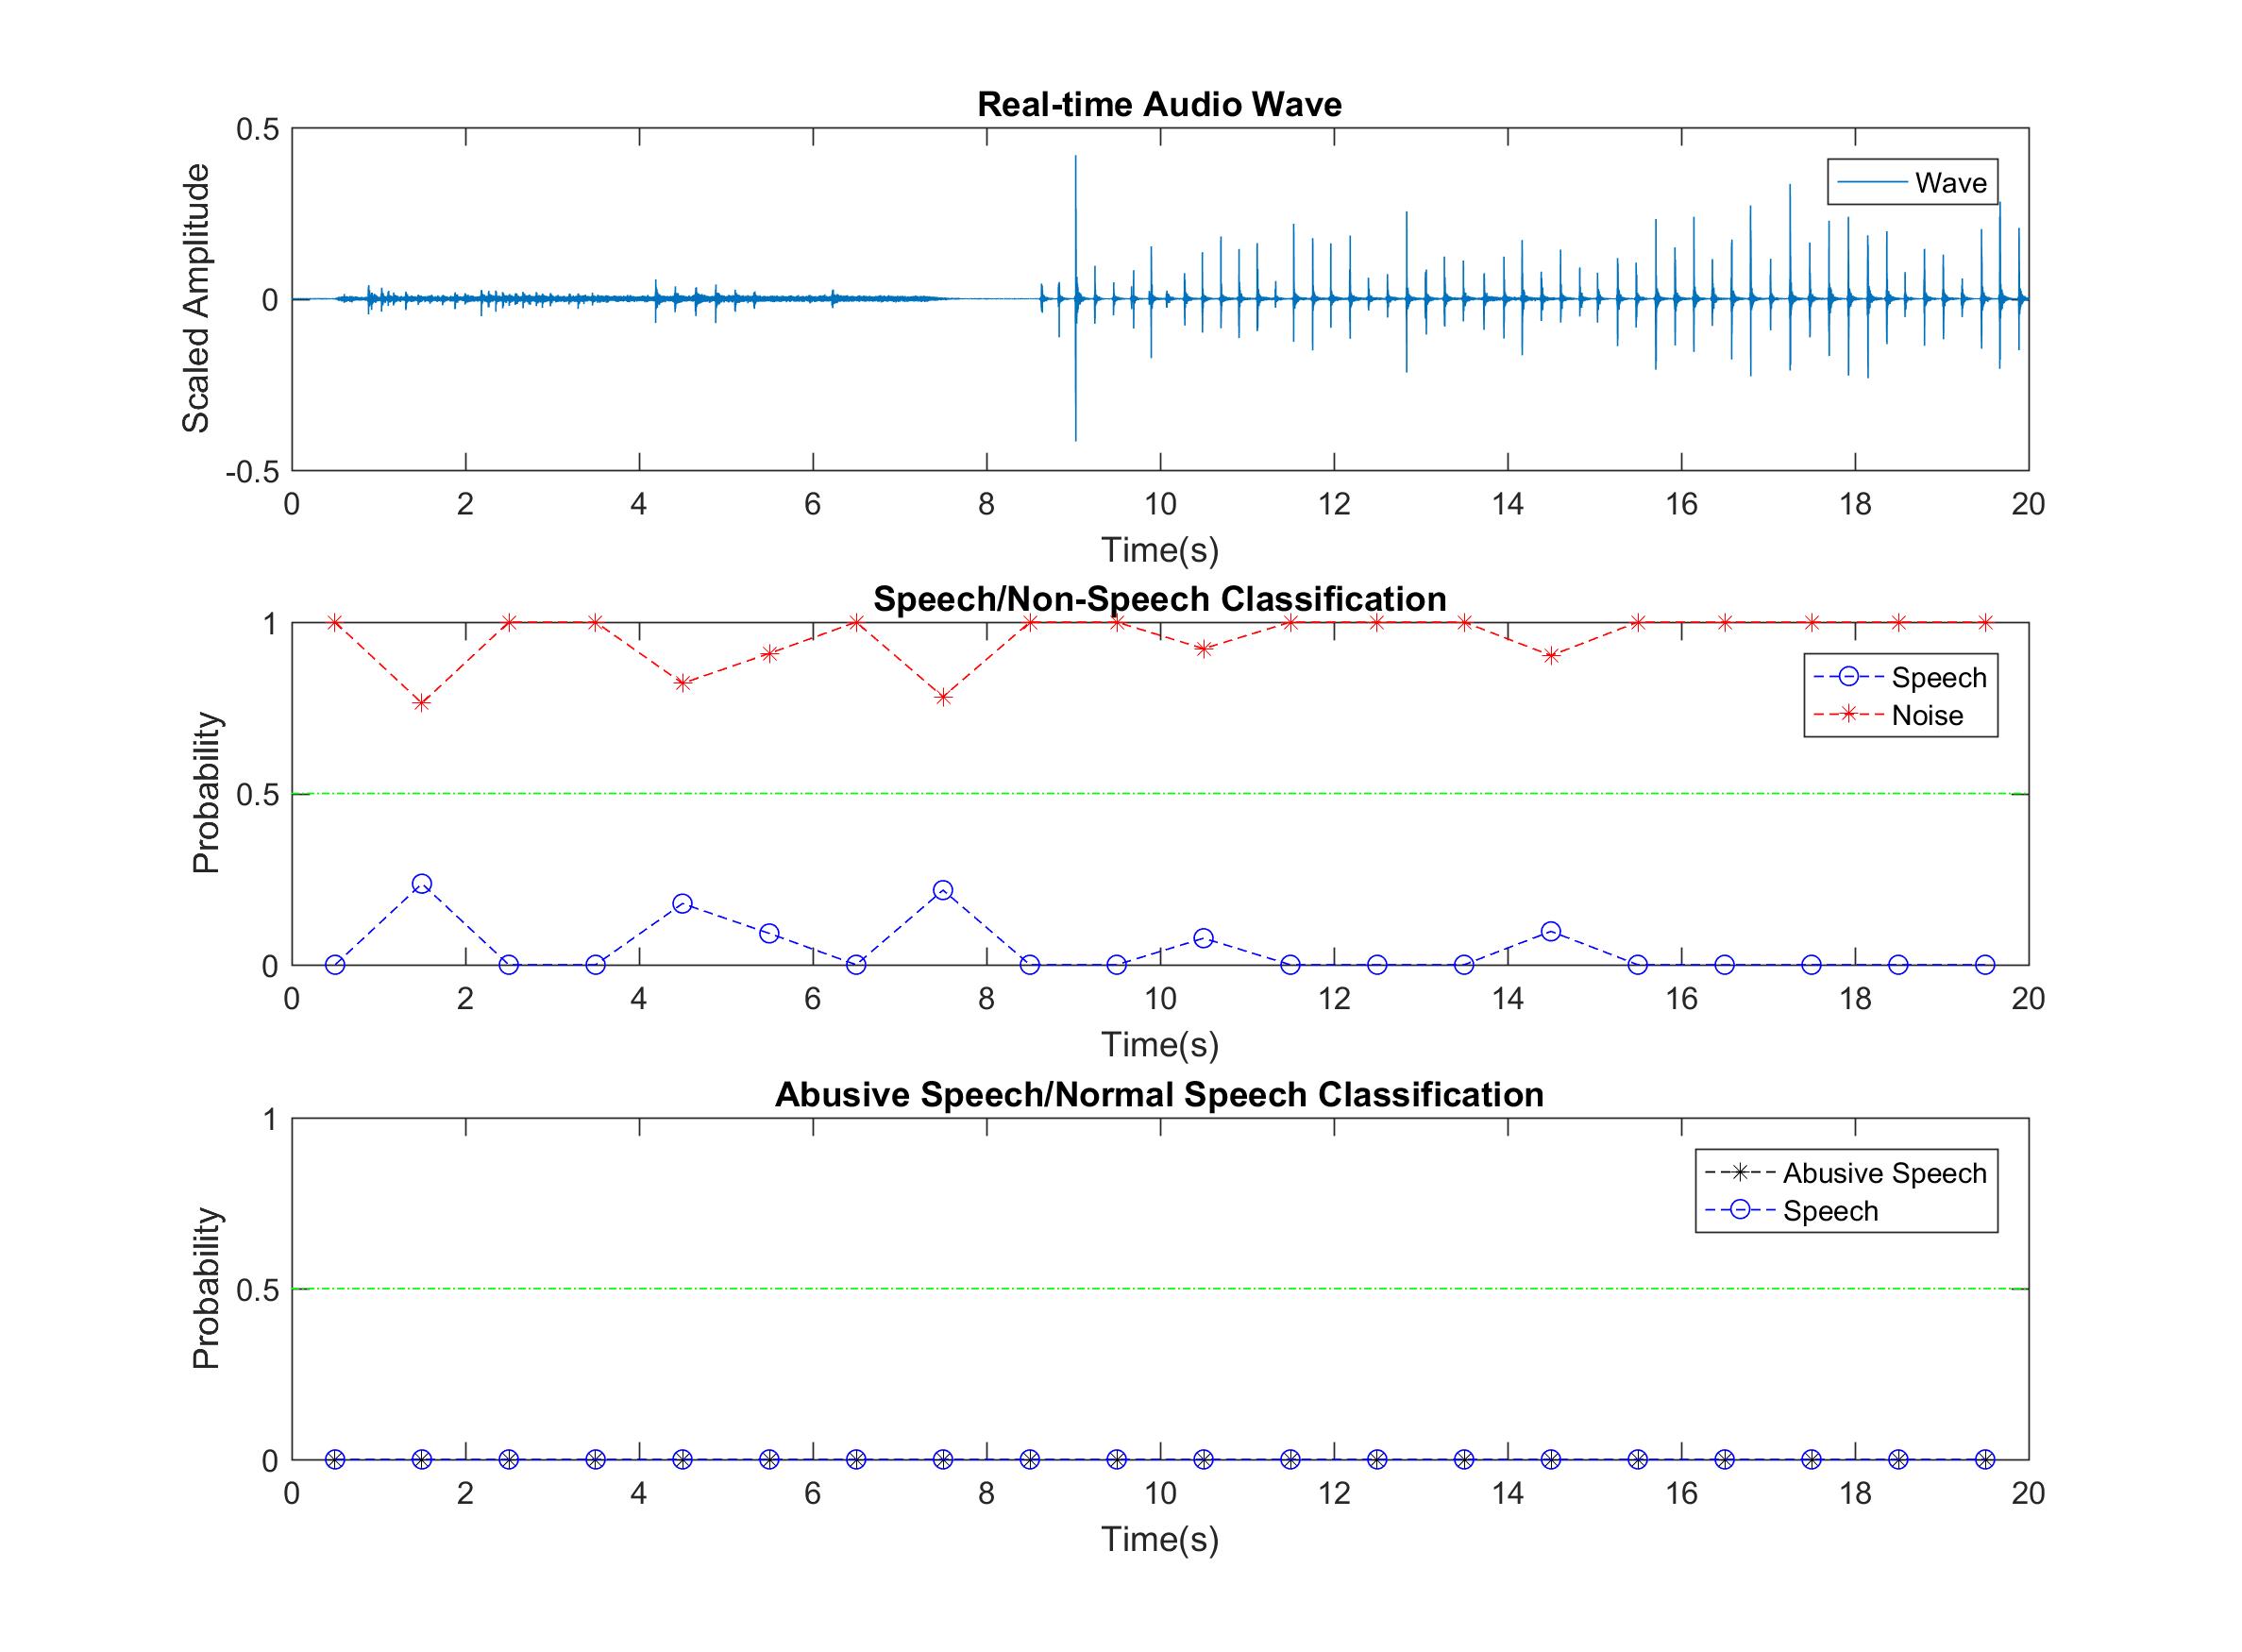 Real-time Audio Wave
0.5
0
-0.5
Scaled Amplitude
Wave
0 2 4 6 8 10 12 14 16 18 20
Time(s)
Speech/Non-Speech Classification
1
0.5
0
Probability
Speech
Noise
0 2 4 6 8 10 12 14 16 18 20
Time(s)
Abusive Speech/Normal Speech Classification
1
0.5
0
Probability
Abusive Speech
Speech
0 2 4 6 8 10 12 14 16 18 20
Time(s)